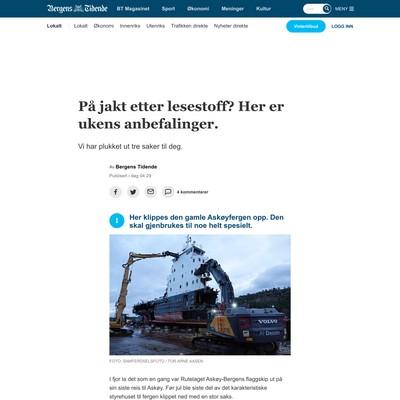 Bergens Tidende
BT Magasinet Sport Økonomi Meninger Kultur
MENY
Lokalt Lokalt Økonomi Innenriks Utenriks Trafikken direkte Nyheter direkte
Vintertilbud LOGG INN
På jakt etter lesestoff? Her er
ukens anbefalinger.
Vi har plukket ut tre saker til deg.
Av Bergens Tidende
Publisert i dag 04:29
4 kommentarer
Her klippes den gamle Askøyfergen opp. Den
skal gjenbrukes til noe helt spesielt.
VOLVO
FOTO: SAMFERDSELSFOTO / TOR ARNE AASEN
I fjor la det som en gang var Rutelaget Askøy-Bergens flaggskip ut på
sin siste reis til Askøy. Før jul ble siste del av det karakteristiske
styrehuset til fergen klippet ned med en stor saks.